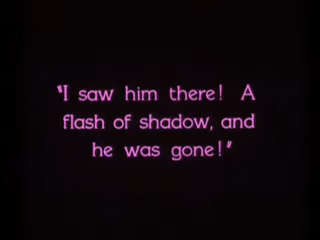 "I saw him there! A
flash of shadow, and
he was gone!"